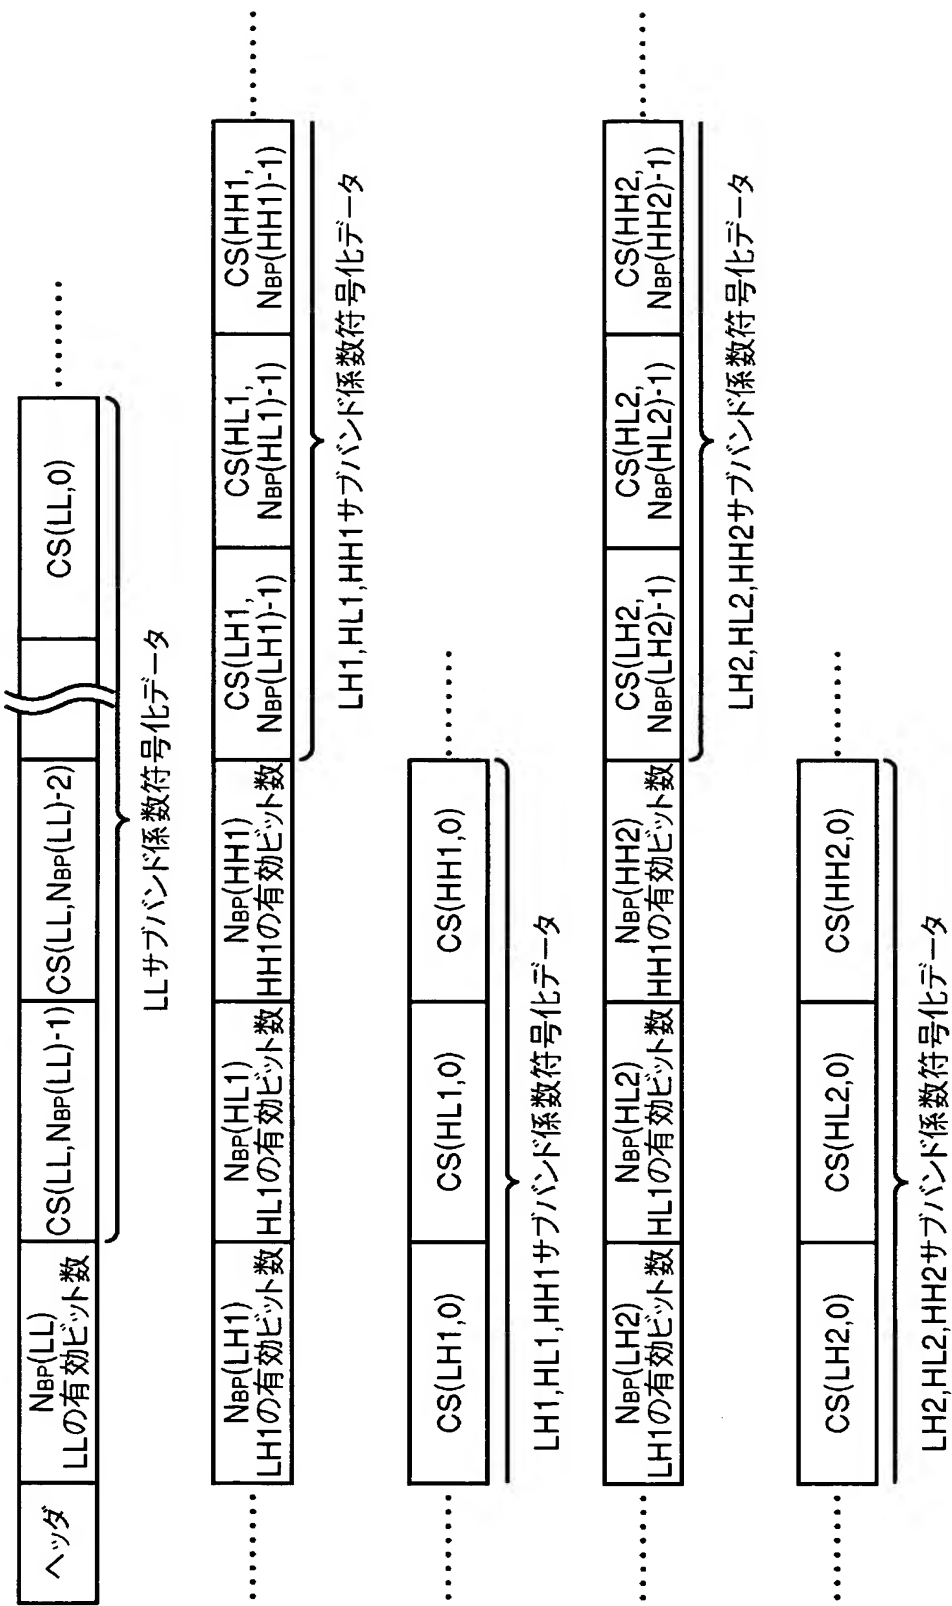 ヘッダ
NBP(LL)
LLの有効ビット数
CS(LL,NBP(LL)-1)
CS(LL,NBP(LL)-2)
CS(LL,0)
........
LLサブバンド係数符号化データ
........
NBP(LH1)
LH1の有効ビット数
NBP(HL1)
HL1の有効ビット数
NBP(HH1)
HH1の有効ビット数
CS(LH1,
NBP(LH1)-1)
CS(HL1,
NBP(HL1)-1)
CS(HH1,
NBP(HH1)-1)
........
LH1,HL1,HH1サブバンド係数符号化データ
........
CS(LH1,0)
CS(HL1,0)
CS(HH1,0)
........
LH1,HL1,HH1サブバンド係数符号化データ
........
NBP(LH2)
LH1の有効ビット数
NBP(HL2)
HL1の有効ビット数
NBP(HH2)
HH1の有効ビット数
CS(LH2,
NBP(LH2)-1)
CS(HL2,
NBP(HL2)-1)
CS(HH2,
NBP(HH2)-1)
........
LH2,HL2,HH2サブバンド係数符号化データ
........
CS(LH2,0)
CS(HL2,0)
CS(HH2,0)
........
LH2,HL2,HH2サブバンド係数符号化データ